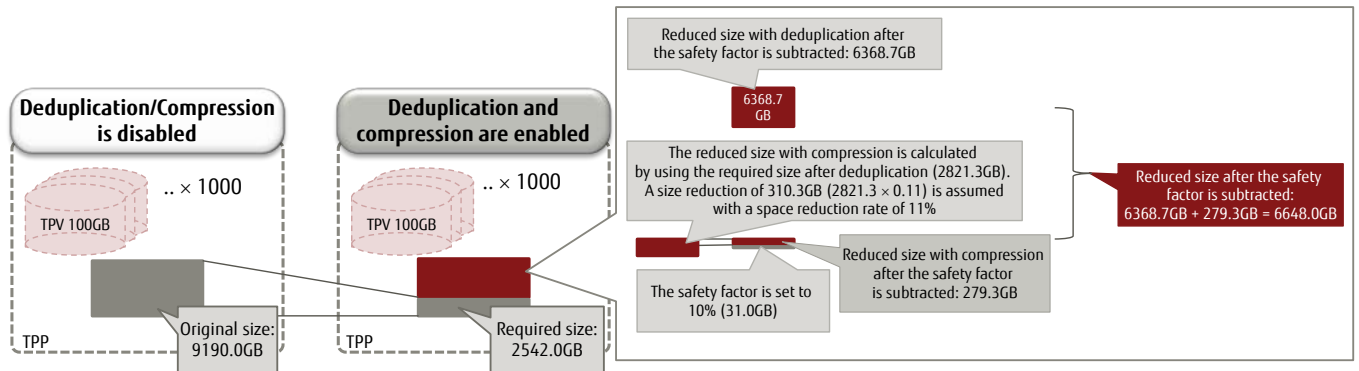 Deduplication/Compression
is disabled
.. × 1000
TPV 100GB
Original size:
9190.0GB
TPP
Deduplication and
compression are enabled
.. × 1000
TPV 100GB
Required size:
2542.0GB
TPP
Reduced size with deduplication after
the safety factor is subtracted: 6368.7GB
6368.7
GB
The reduced size with compression is calculated
by using the required size after deduplication (2821.3GB).
A size reduction of 310.3GB (2821.3 × 0.11) is assumed
with a space reduction rate of 11%
The safety factor is set to
10% (31.0GB)
Reduced size with compression
after the safety factor
is subtracted: 279.3GB
Reduced size after the safety
factor is subtracted:
6368.7GB + 279.3GB = 6648.0GB